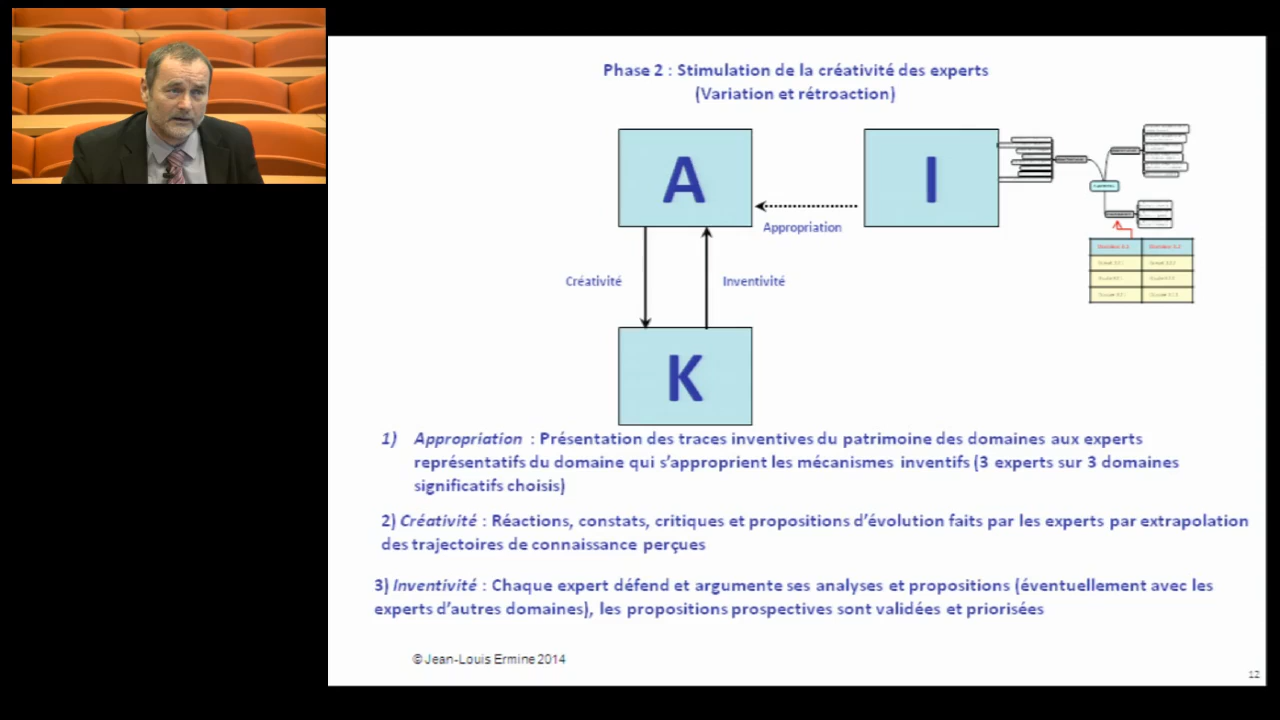 Phase 2 : Stimulation de la créativité des experts
(Variation et rétroaction)
A
I
Appropriation
Créativité
Inventivité
K
1) Appropriation : Présentation des traces inventives du patrimoine des domaines aux experts
représentatifs du domaine qui s'approprient les mécanismes inventifs (3 experts sur 3 domaines
significatifs choisis)
2) Créativité : Réactions, constats, critiques et propositions d'évolution faits par les experts par extrapolation
des trajectoires de connaissance perçues
3) Inventivité : Chaque expert défend et argumente ses analyses et propositions (éventuellement avec les
experts d'autres domaines), les propositions prospectives sont validées et priorisées
© Jean-Louis Ermine 2014
12